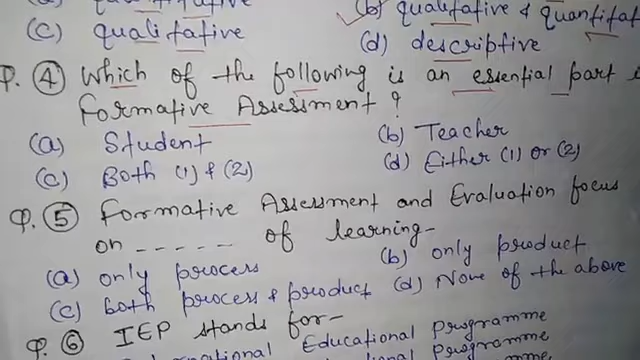 (b) qualitative & quantitat
(c) qualitative
(d) descriptive
Q. (4) Which of the following is an essential part
Formative Assessment ?
(a) Student
(b) Teacher
(c) Both (1) & (2)
(d) Either (1) or (2)
Q. (5) Formative Assessment and Evaluation focus
on ----- of learning-
(a) only process
(b) only product
(c) both process & product (d) None of the above
Q. (6) IEP stands for-
Educational programme
programme